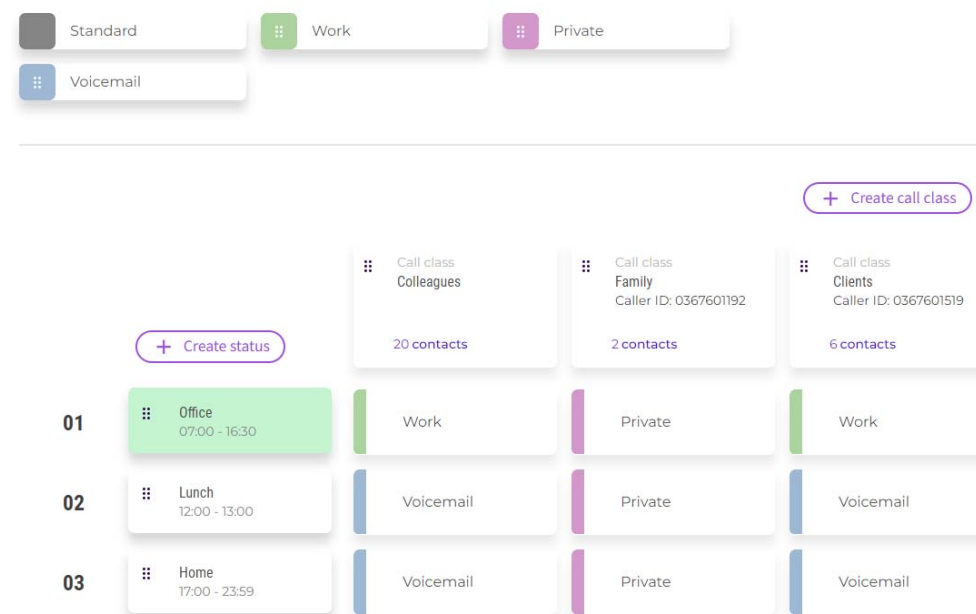 Standard
Work
Private
Voicemail
+ Create call class
Call class
Colleagues
20 contacts
Call class
Family
Caller ID: 0367601192
2 contacts
Call class
Clients
Caller ID: 0367601519
6 contacts
+ Create status
01
Office
07:00 - 16:30
Work
Private
Work
02
Lunch
12:00 - 13:00
Voicemail
Private
Voicemail
03
Home
17:00 - 23:59
Voicemail
Private
Voicemail